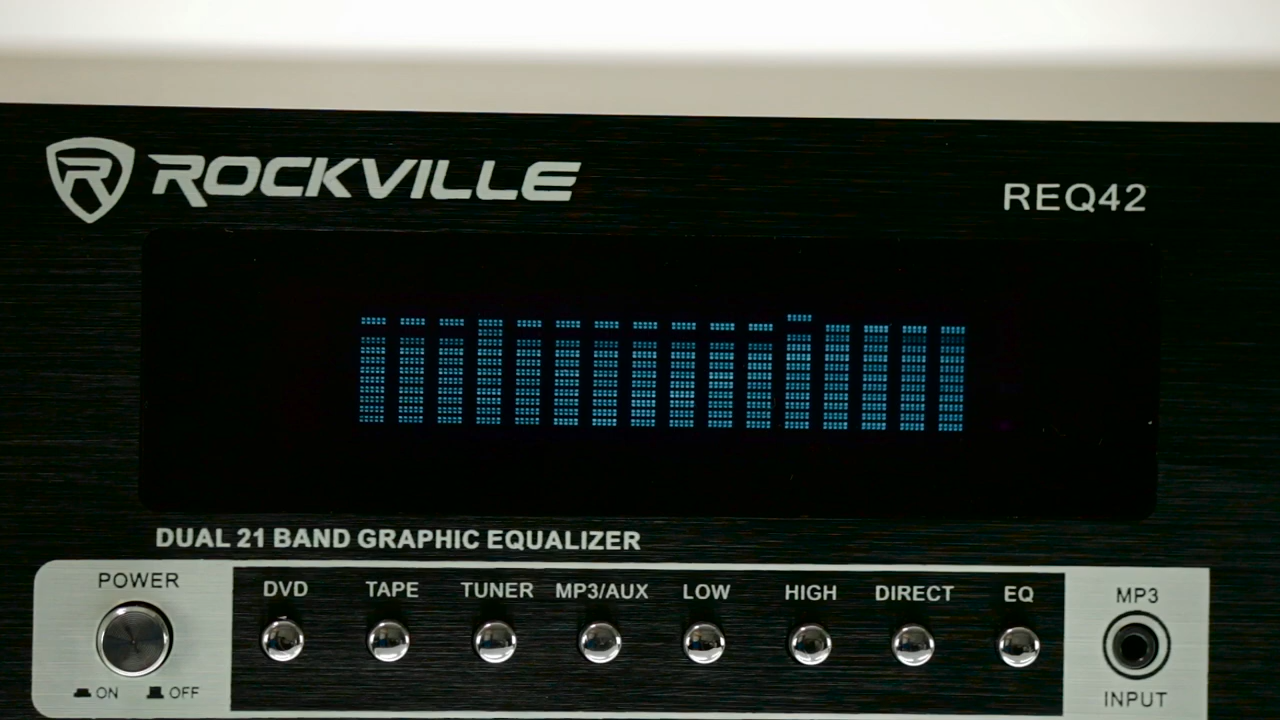 ROCKVILLE
REQ42
DUAL 21 BAND GRAPHIC EQUALIZER
POWER
ON OFF
DVD TAPE TUNER MP3/AUX LOW HIGH DIRECT EQ
MP3
INPUT